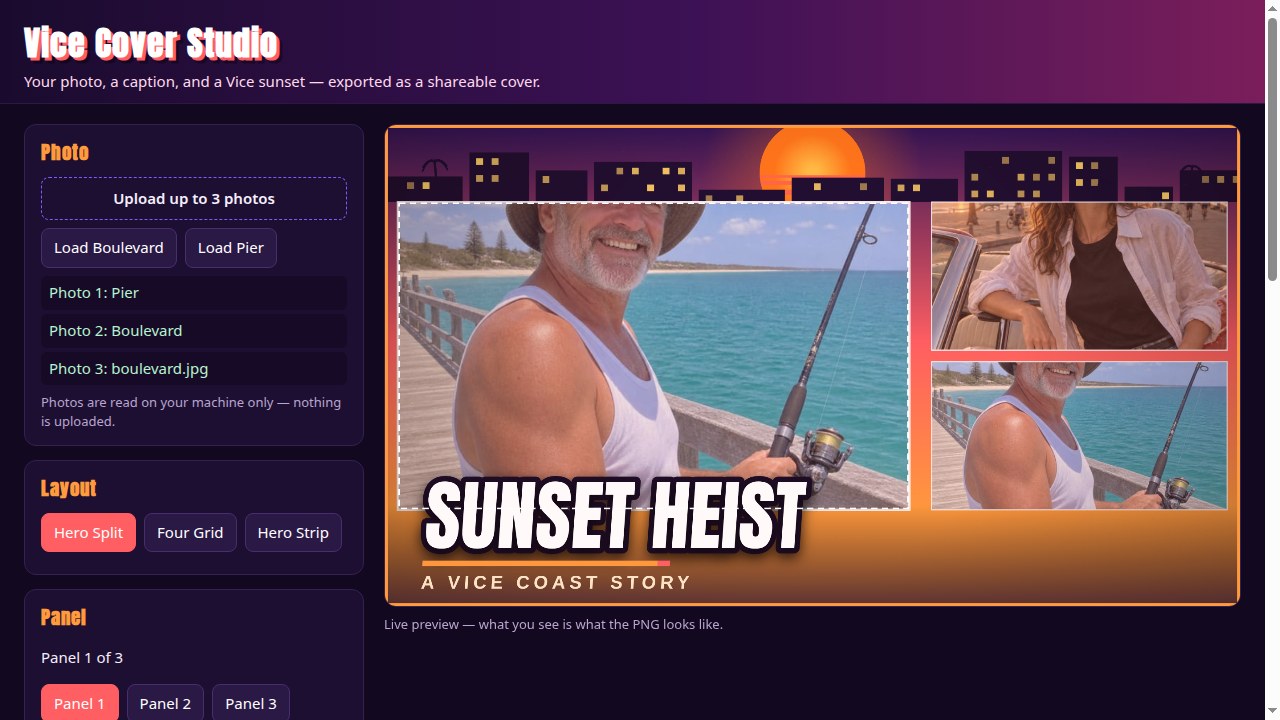 Vice Cover Studio
Your photo, a caption, and a Vice sunset — exported as a shareable cover.
Photo
Upload up to 3 photos
Load Boulevard
Load Pier
Photo 1: Pier
Photo 2: Boulevard
Photo 3: boulevard.jpg
Photos are read on your machine only — nothing
is uploaded.
Layout
Hero Split
Four Grid
Hero Strip
Panel
Panel 1 of 3
Panel 1
Panel 2
Panel 3
SUNSET HEIST
A VICE COAST STORY
Live preview — what you see is what the PNG looks like.